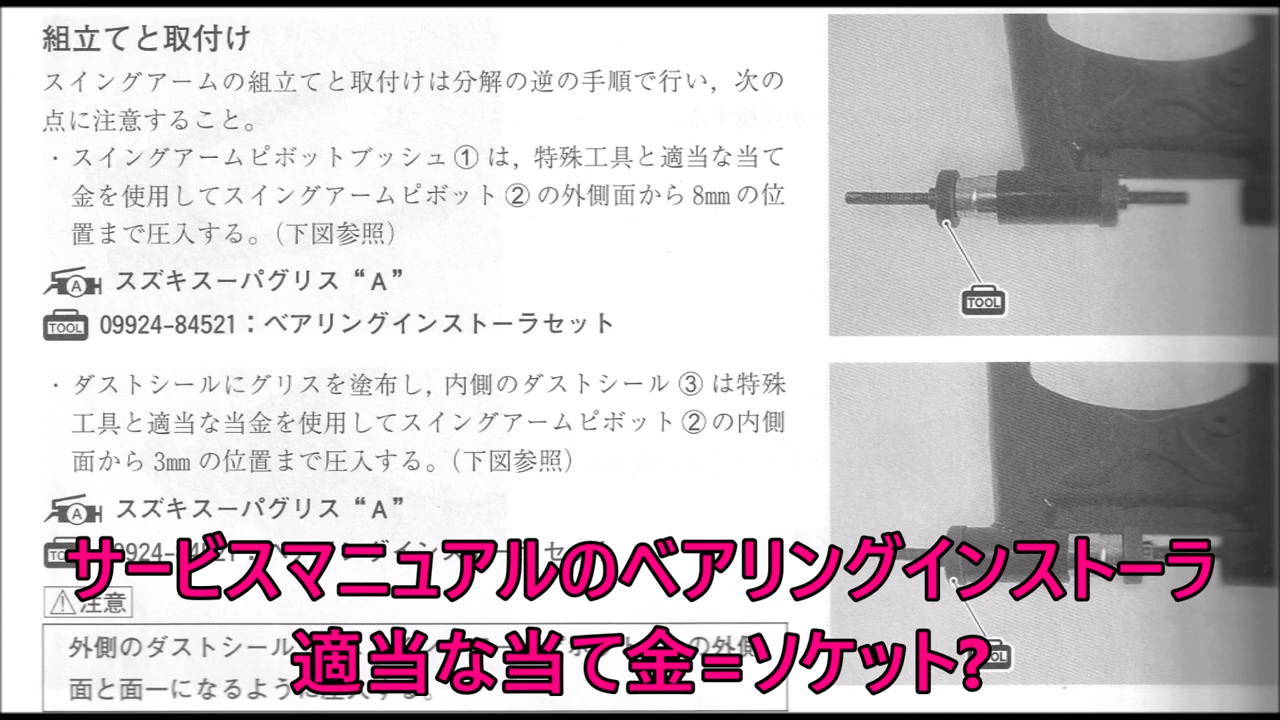 組立てと取付け
スイングアームの組立てと取付けは分解の逆の手順で行い，次の
点に注意すること。
・スイングアームピボットブッシュ①は，特殊工具と適当な当て
金を使用してスイングアームピボット②の外側面から8mmの位
置まで圧入する。（下図参照）
A スズキスーパグリス“A”
TOOL 09924-84521：ベアリングインストーラセット
TOOL
・ダストシールにグリスを塗布し，内側のダストシール③は特殊
工具と適当な当金を使用してスイングアームピボット②の内側
面から3mmの位置まで圧入する。（下図参照）
A スズキスーパグリス“A”
サービスマニュアルのベアリングインストーラ
注意
外側のダストシール の外側
適当な当て金=ソケット?
面と面一になるように